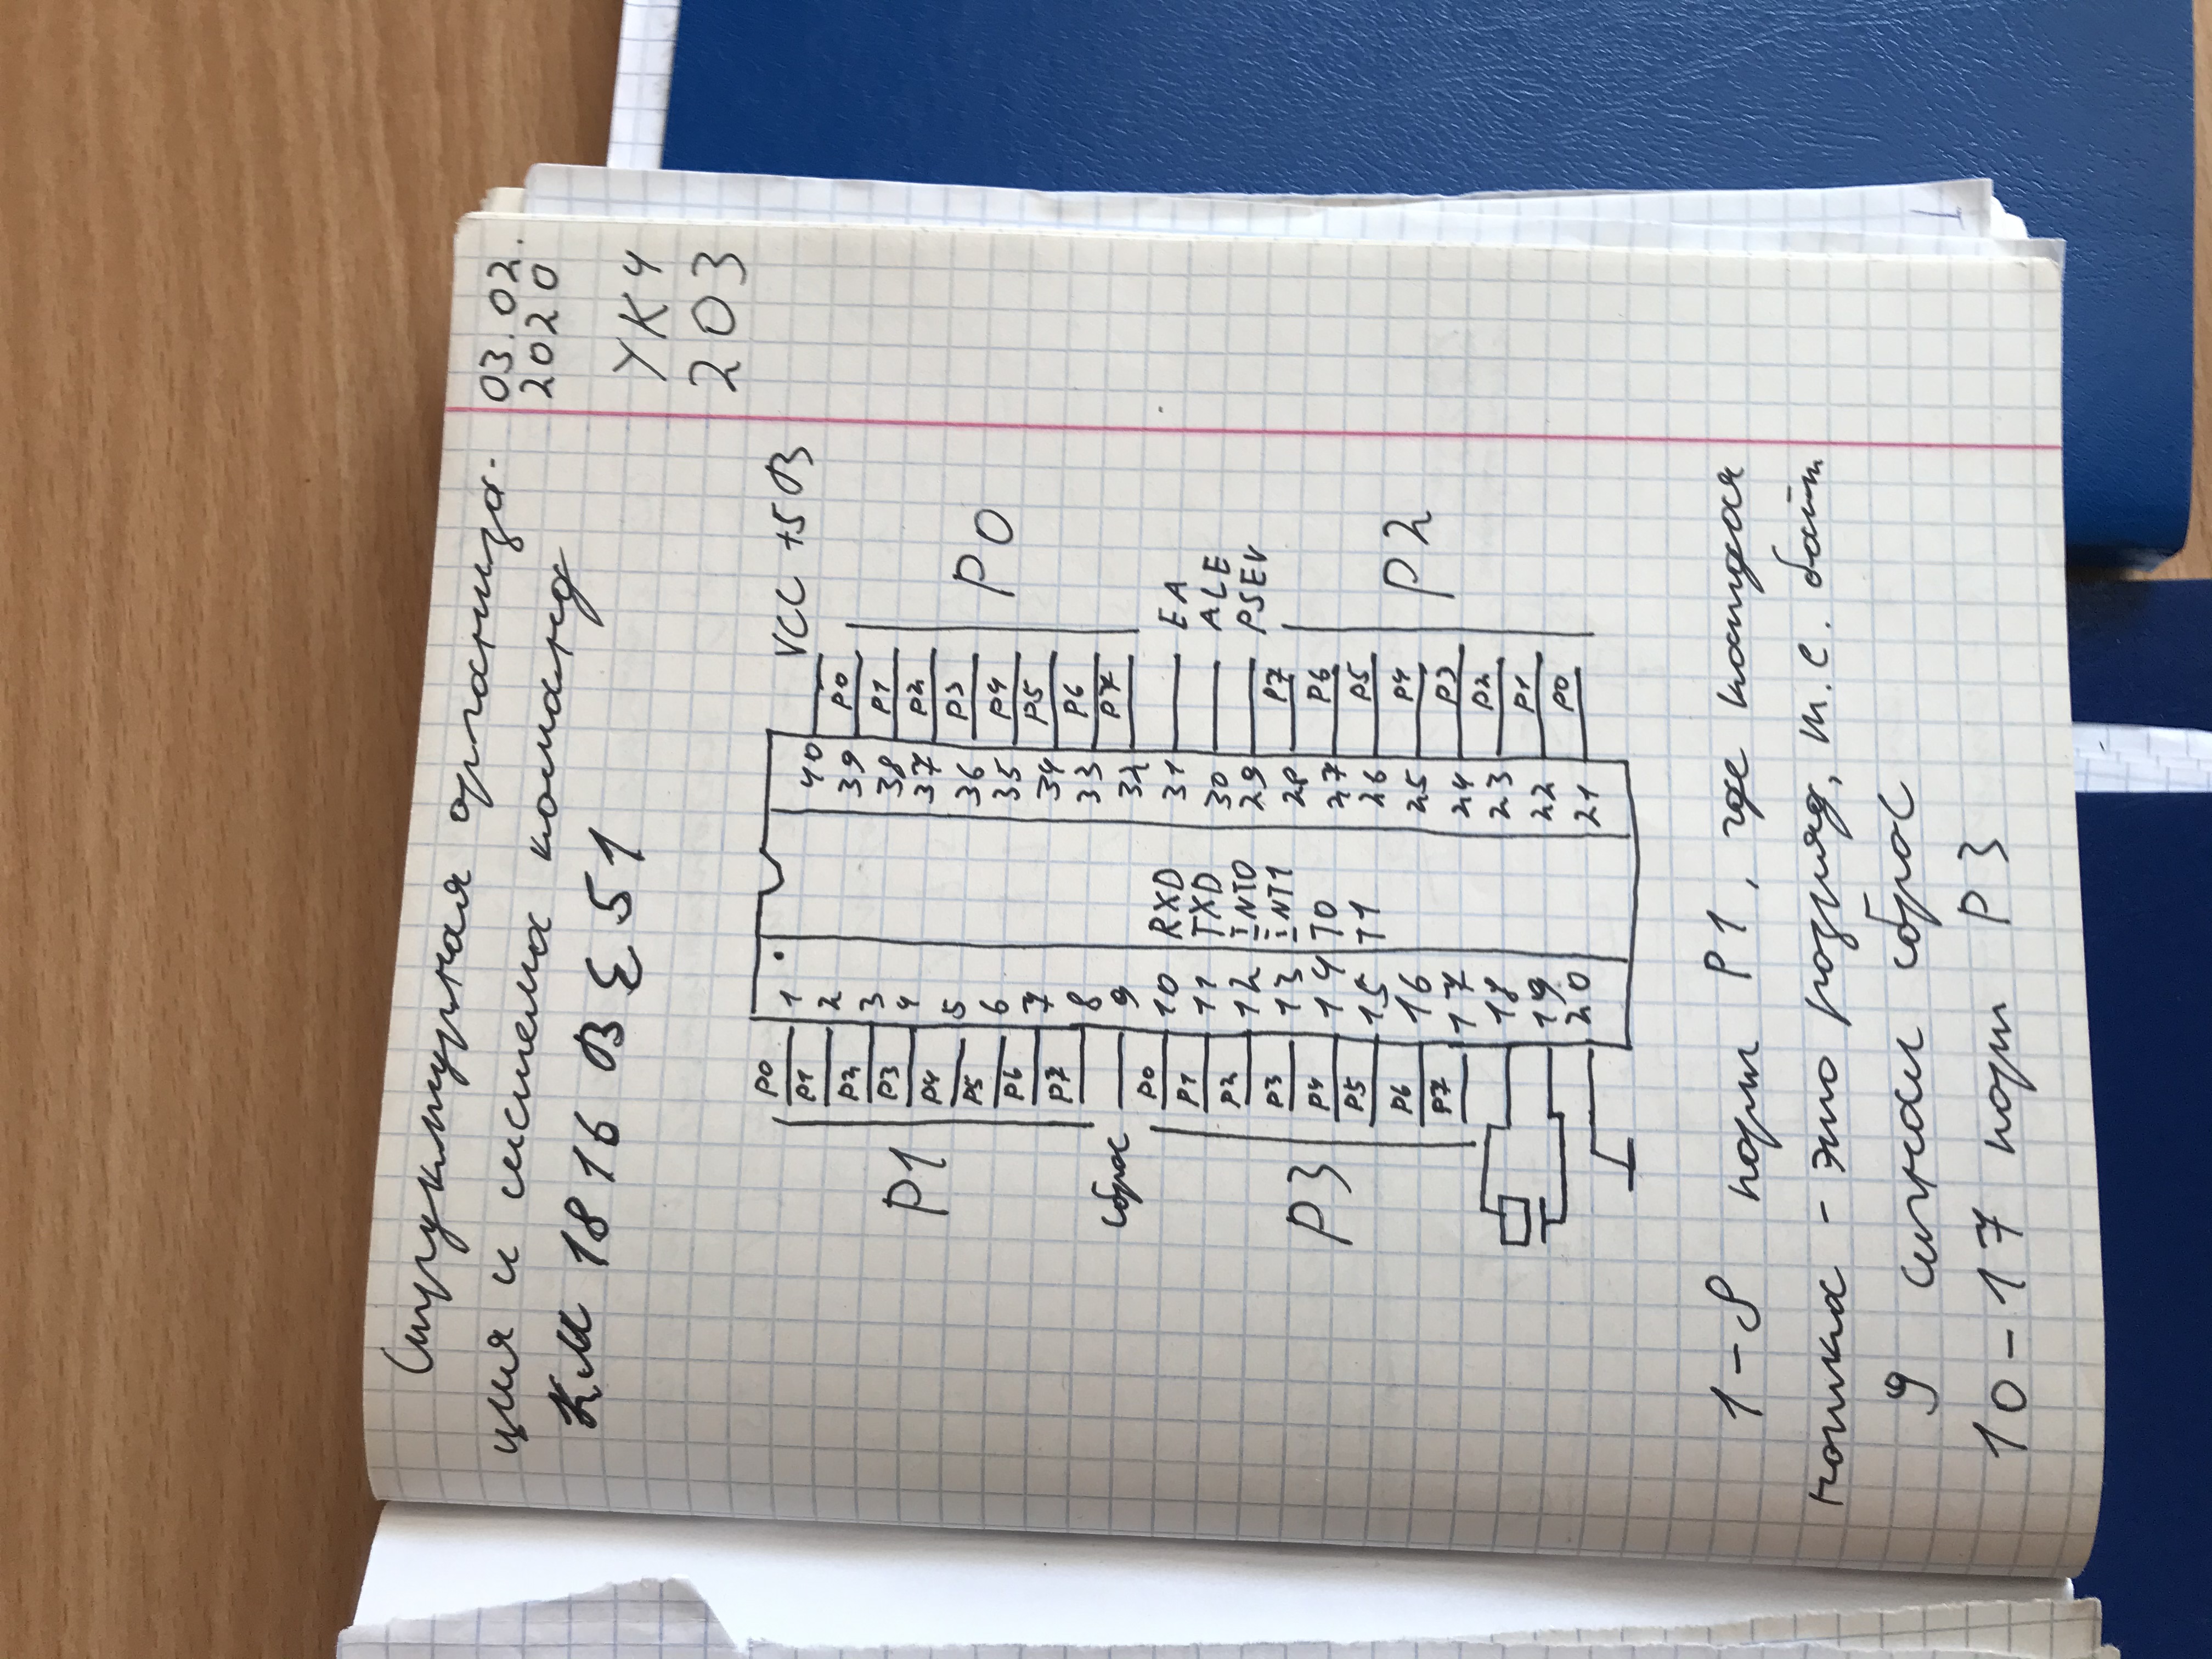 Структурная организа-
ция и система команд
КМ 1816 ВЕ 51
03.02.
2020
УК4
203
P1
P0 1
P1 2
P2 3
P3 4
P4 5
P5 6
P6 7
P7 8
сброс 9
P3
P0 10 RXD
P1 11 TXD
P2 12 INT0
P3 13 INT1
P4 14 T0
P5 15 T1
P6 16
P7 17
18
19
20
40 VCC +5В
P0
39 P0
38 P1
37 P2
36 P3
35 P4
34 P5
33 P6
32 P7
31 EA
30 ALE
29 PSEV
P2
28 P7
27 P6
26 P5
25 P4
24 P3
23 P2
22 P1
21 P0
1-8 порт P1, где каждая
ножка - это розряд, т.е. байт
9 сигнал сброс
10-17 порт P3